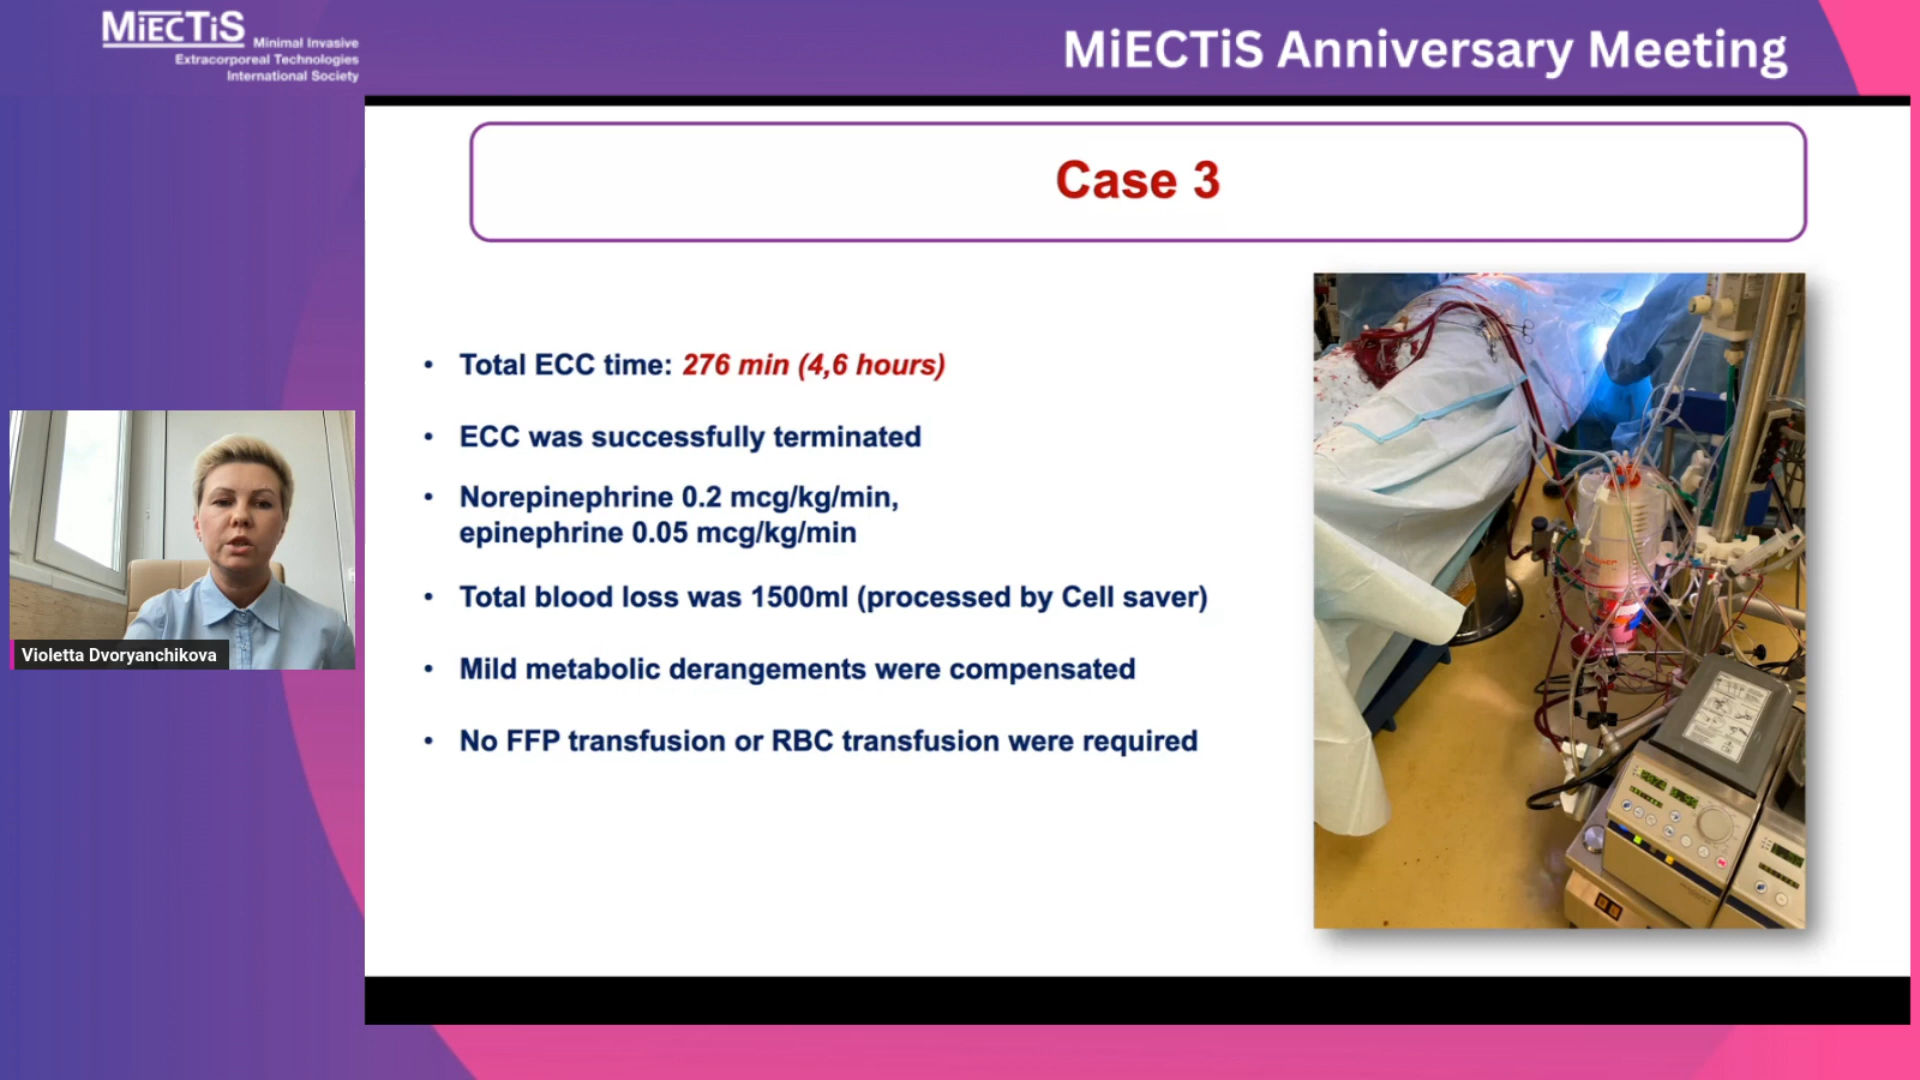 MiECTiS
Minimal Invasive
Extracorporeal Technologies
International Society
MiECTiS Anniversary Meeting
Case 3
• Total ECC time: 276 min (4,6 hours)
• ECC was successfully terminated
• Norepinephrine 0.2 mcg/kg/min,
epinephrine 0.05 mcg/kg/min
• Total blood loss was 1500ml (processed by Cell saver)
• Mild metabolic derangements were compensated
• No FFP transfusion or RBC transfusion were required
Violetta Dvoryanchikova